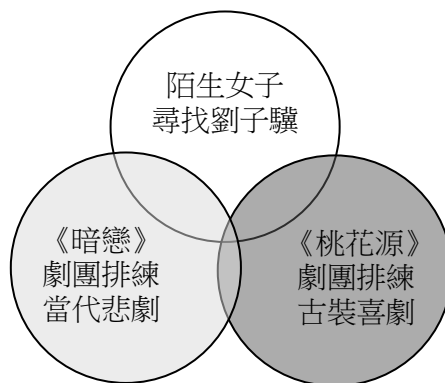 陌生女子
尋找劉子驥
《暗戀》
劇團排練
當代悲劇
《桃花源》
劇團排練
古裝喜劇